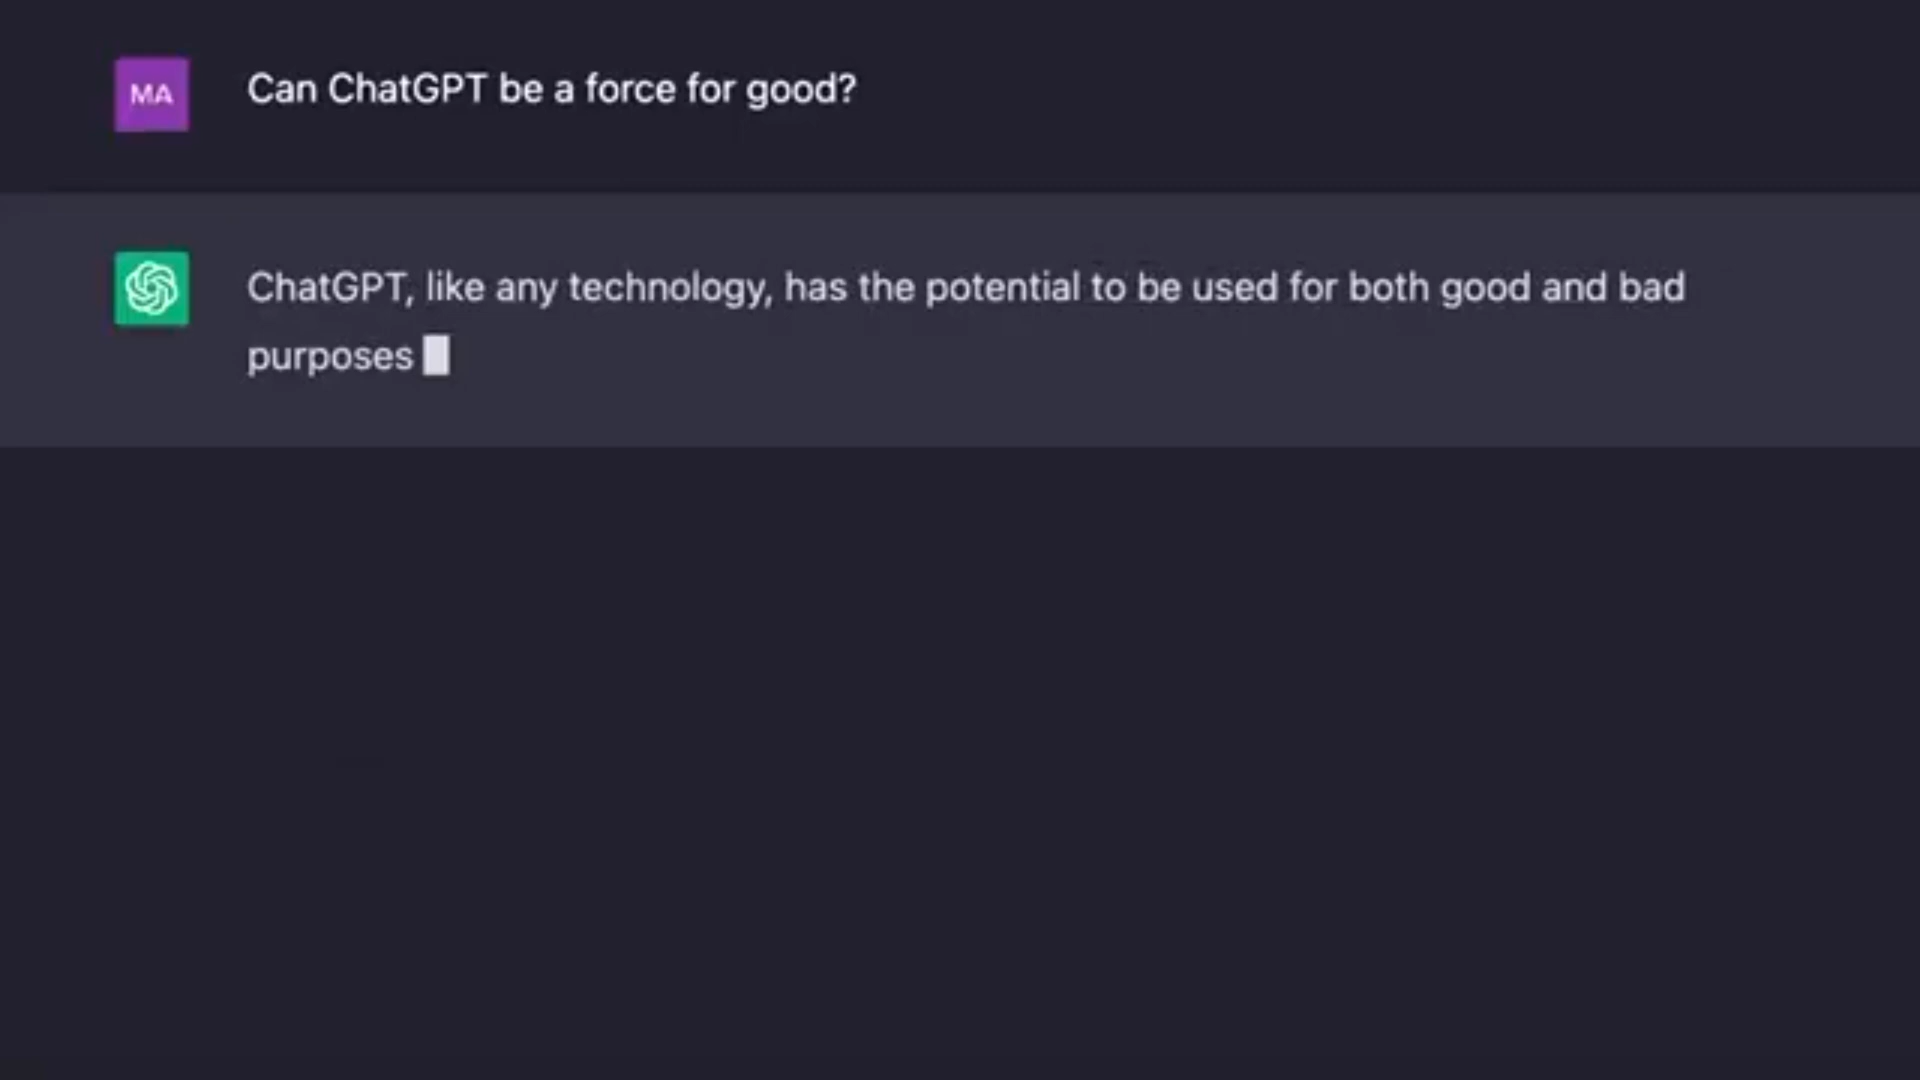 MA
Can ChatGPT be a force for good?
ChatGPT, like any technology, has the potential to be used for both good and bad
purposes